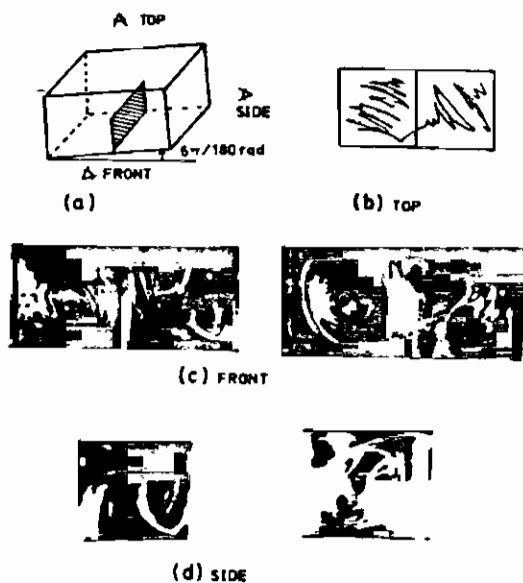 TOP
SIDE
6π/180 rad
FRONT
(a)
(b) TOP
(c) FRONT
(d) SIDE